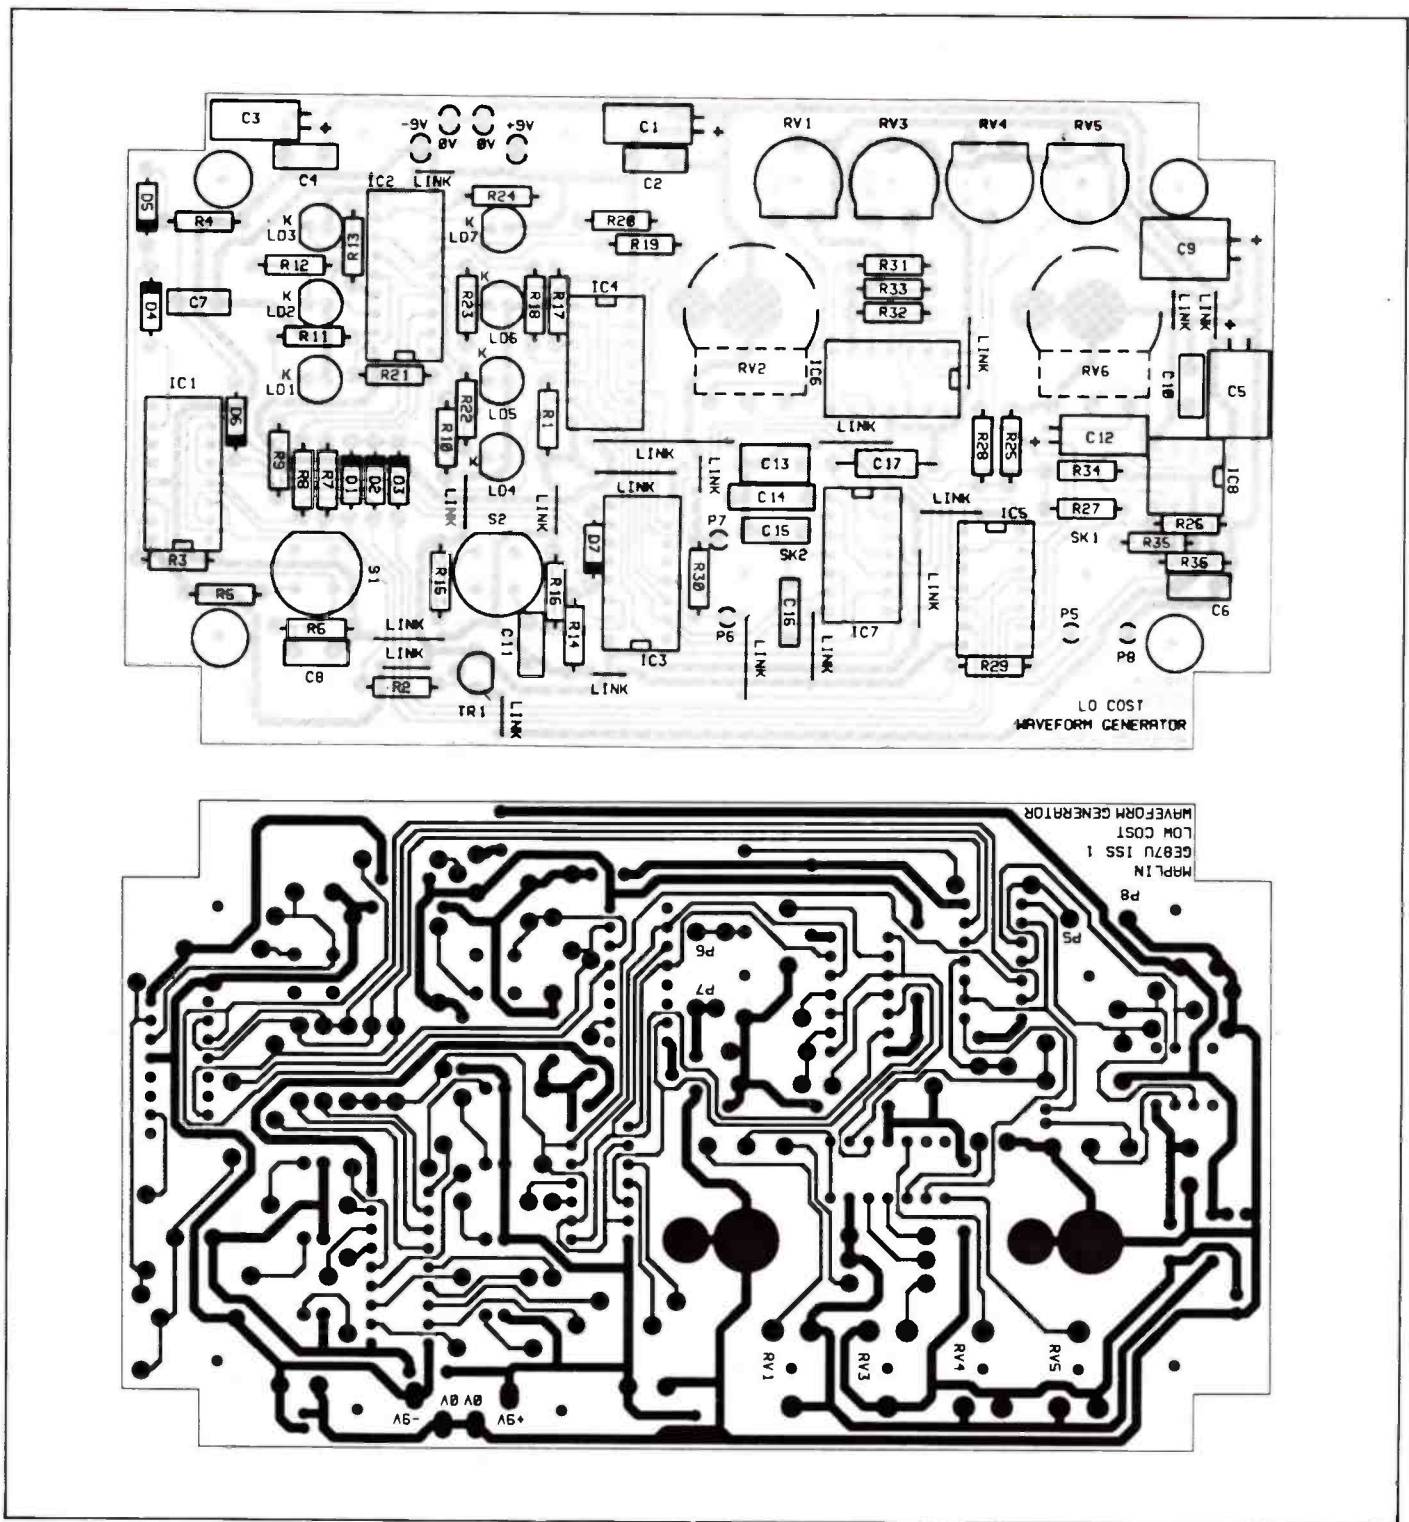 C3
+
-9V
0V
0V
+9V
C1
+
RV1
RV3
RV4
RV5
C4
LINK
C2
IC2
D5
R4
K
LD3
R13
R24
K
LD7
R20
R19
C9
+
R12
R31
R33
R32
D4
C7
K
LD2
R11
R23
K
LD6
R18
R17
IC4
LINK
LINK
+
RV2
IC6
LINK
RV6
C10
C5
IC1
K
LD1
R21
K
LD5
R22
D6
R10
R1
LINK
R28
R25
+
C12
R9
R8
R7
D1
D2
D3
K
LD4
LINK
LINK
LINK
C13
C17
R34
IC8
C14
LINK
S2
LINK
LINK
IC5
R27
R26
C15
P7
SK2
SK1
R35
R36
R3
D7
R30
S1
R15
R16
LINK
C6
R5
C16
R6
LINK
C11
R14
P6
IC7
P5
P8
LINK
C8
R2
IC3
LINK
LINK
LINK
R29
TR1
LINK
LO COST
WAVEFORM GENERATOR
WAVEFORM GENERATOR
LOW COST
GE87U ISS 1
MAPLIN
P8
P5
P6
P7
RV1
RV3
RV4
RV5
-9V
0V
0V
+9V